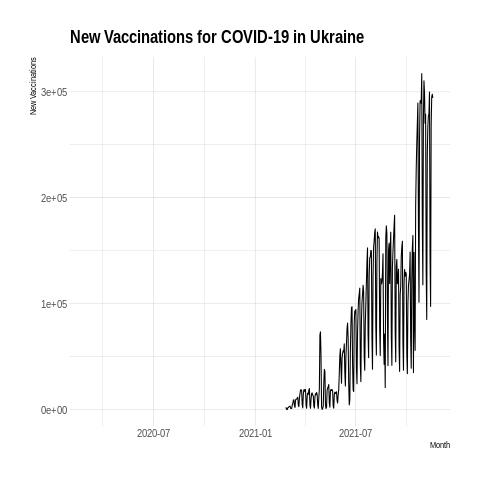 New Vaccinations for COVID-19 in Ukraine
New Vaccinations
3e+05
2e+05
1e+05
0e+00
2020-07
2021-01
2021-07
Month